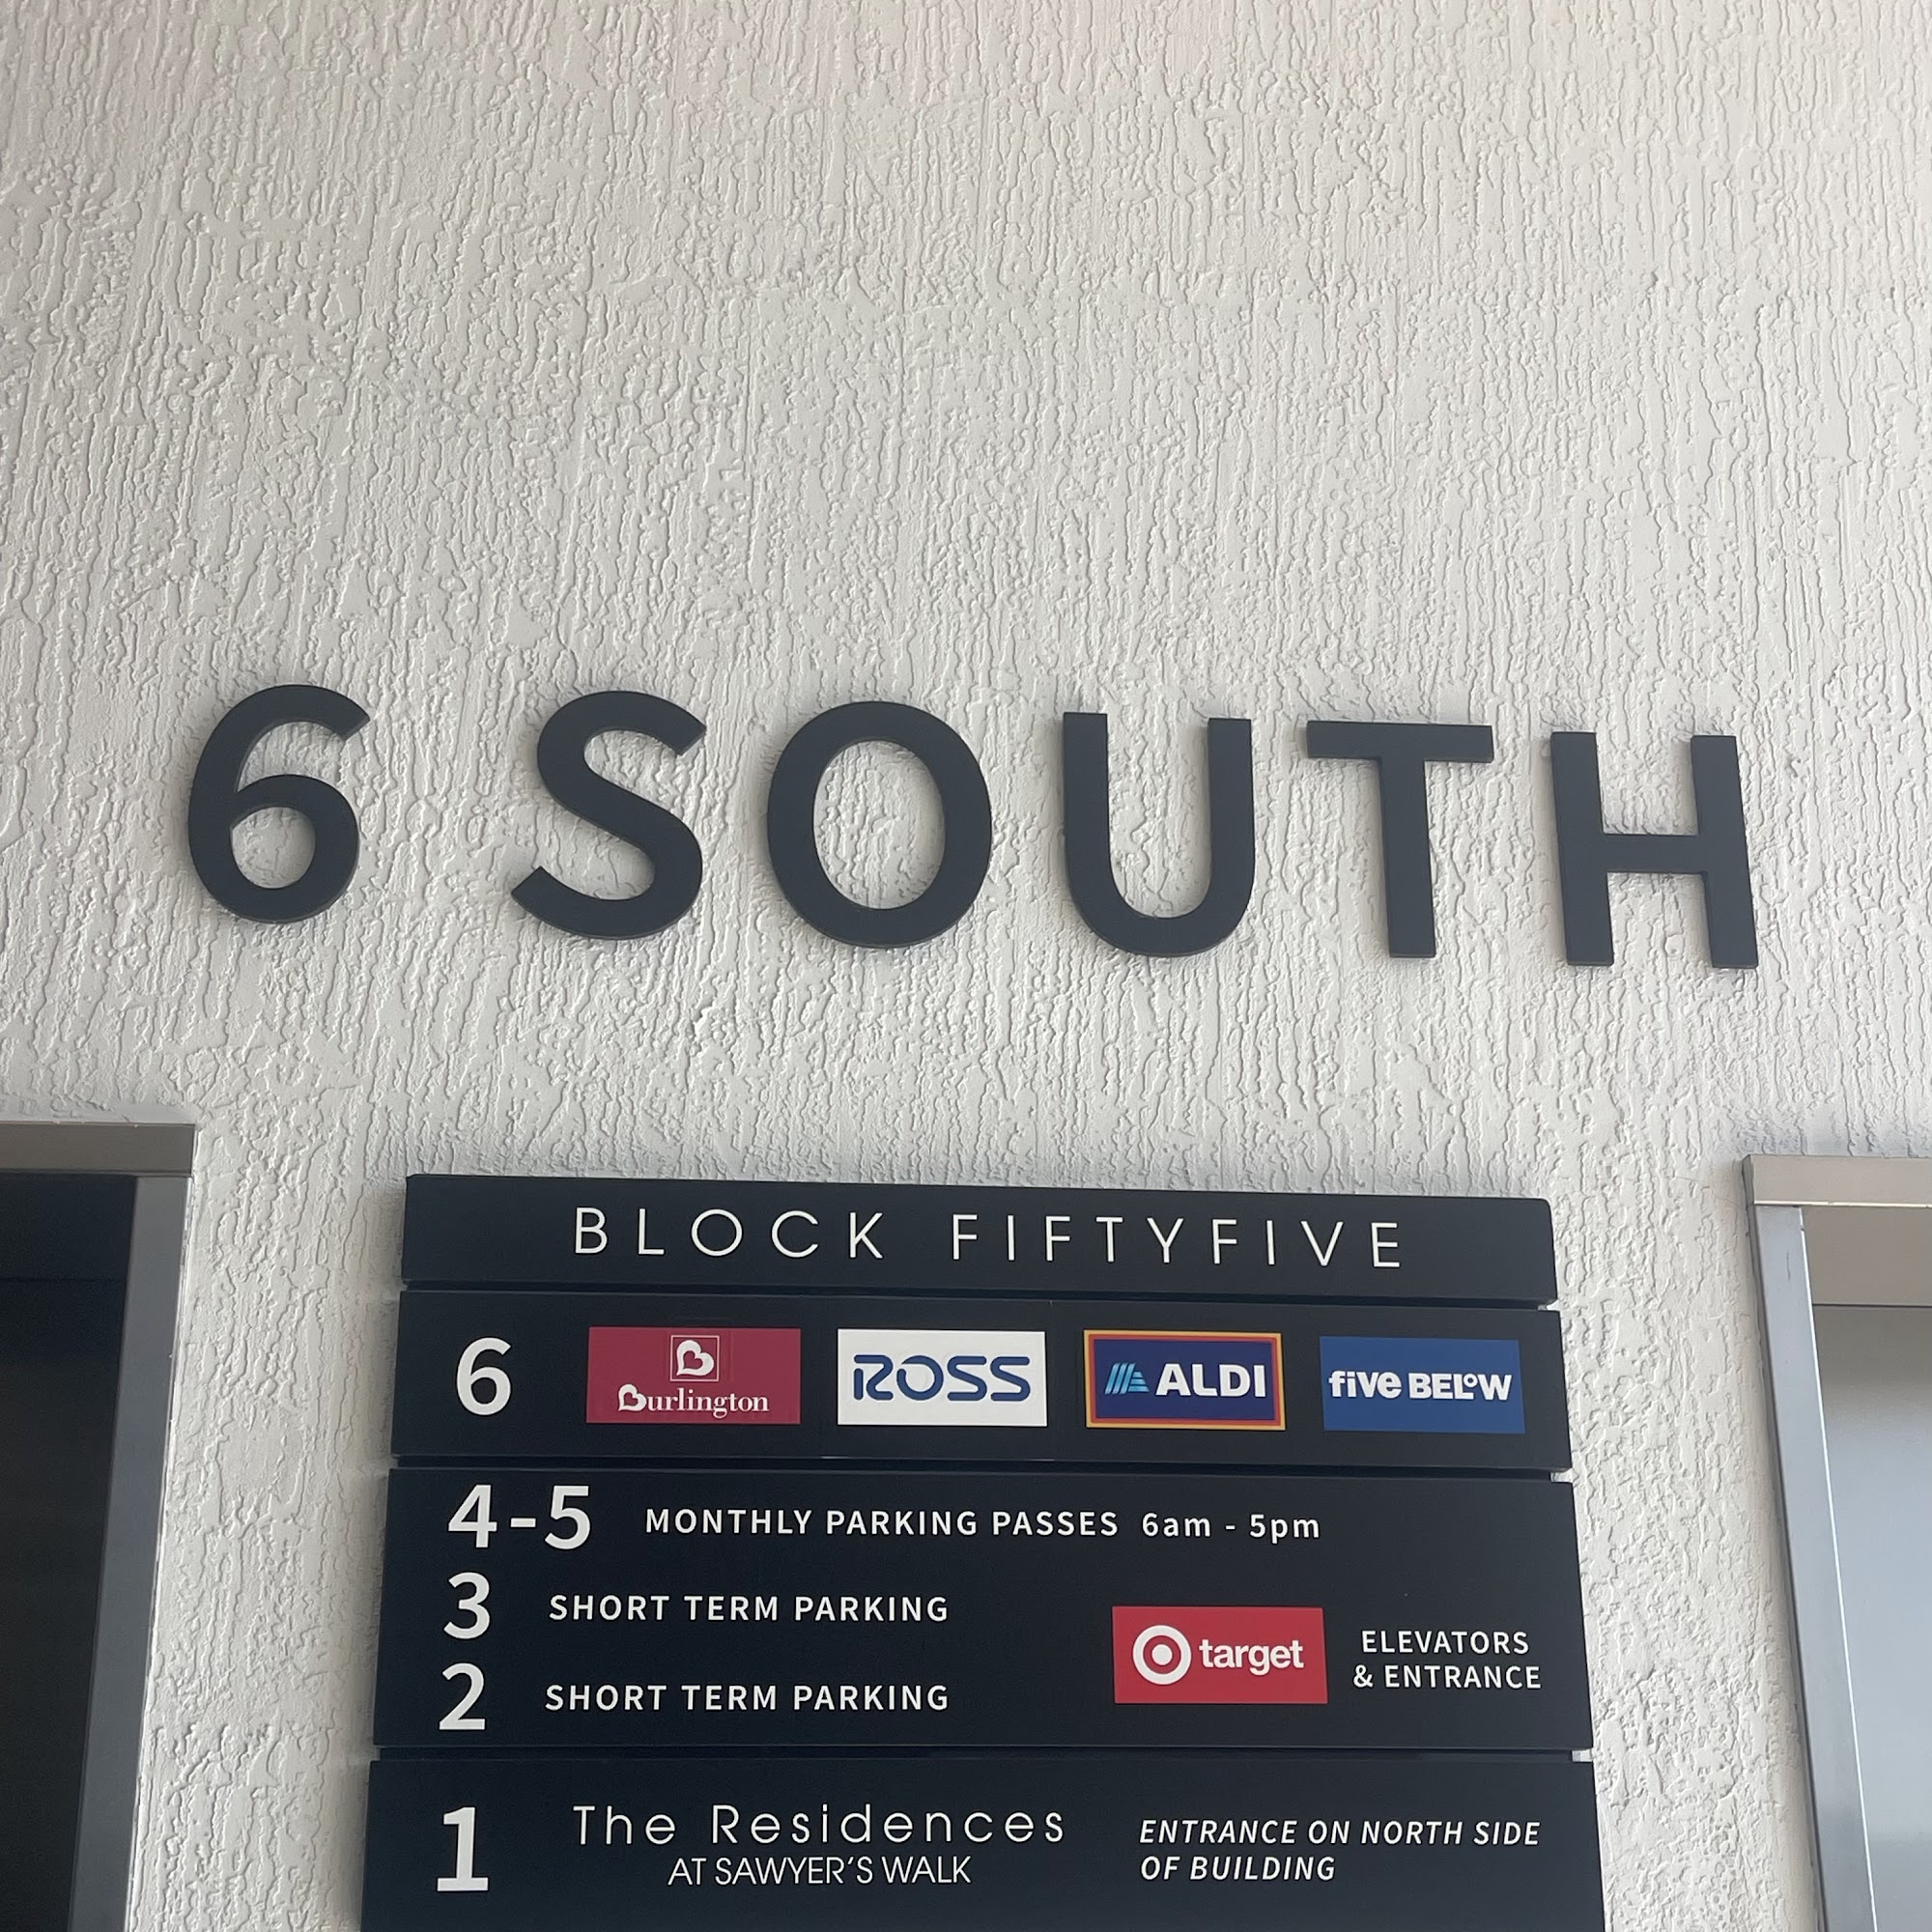 6 SOUTH
BLOCK FIFTYFIVE
6 Burlington ROSS ALDI five BELOW
4-5 MONTHLY PARKING PASSES 6am - 5pm
3 SHORT TERM PARKING
2 SHORT TERM PARKING
target ELEVATORS
& ENTRANCE
1 The Residences
AT SAWYER'S WALK
ENTRANCE ON NORTH SIDE
OF BUILDING